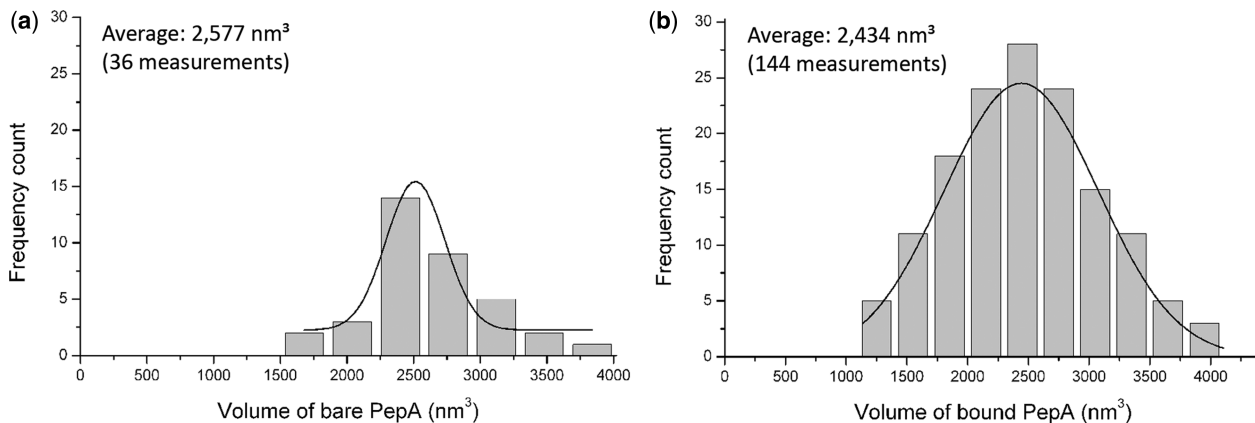 (a)
Average: 2,577 nm³
(36 measurements)
Frequency count
30
25
20
15
10
5
0
0 500 1000 1500 2000 2500 3000 3500 4000
Volume of bare PepA (nm³)
(b)
Average: 2,434 nm³
(144 measurements)
Frequency count
30
25
20
15
10
5
0
0 500 1000 1500 2000 2500 3000 3500 4000
Volume of bound PepA (nm³)